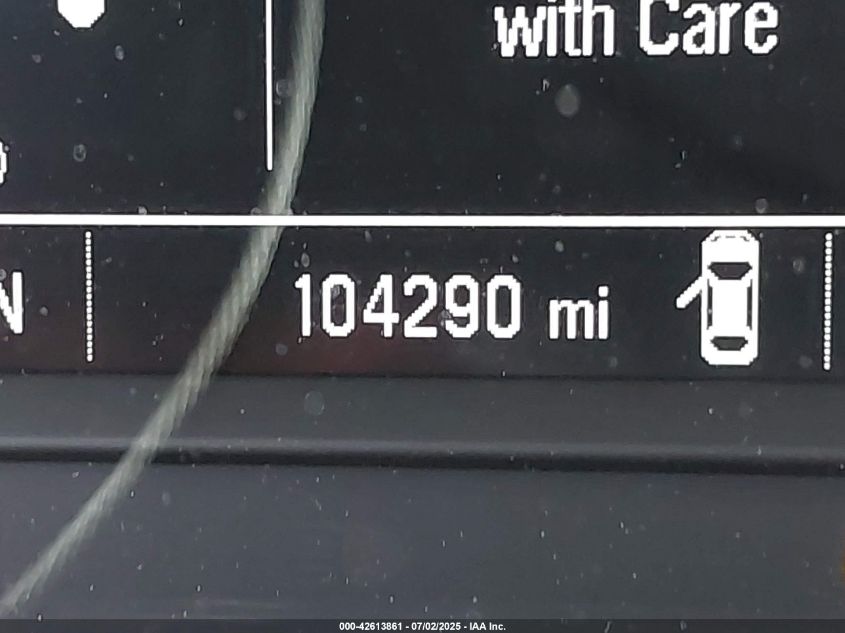 with Care
N
104290 mi
000-42613861 - 07/02/2025 - IAA Inc.